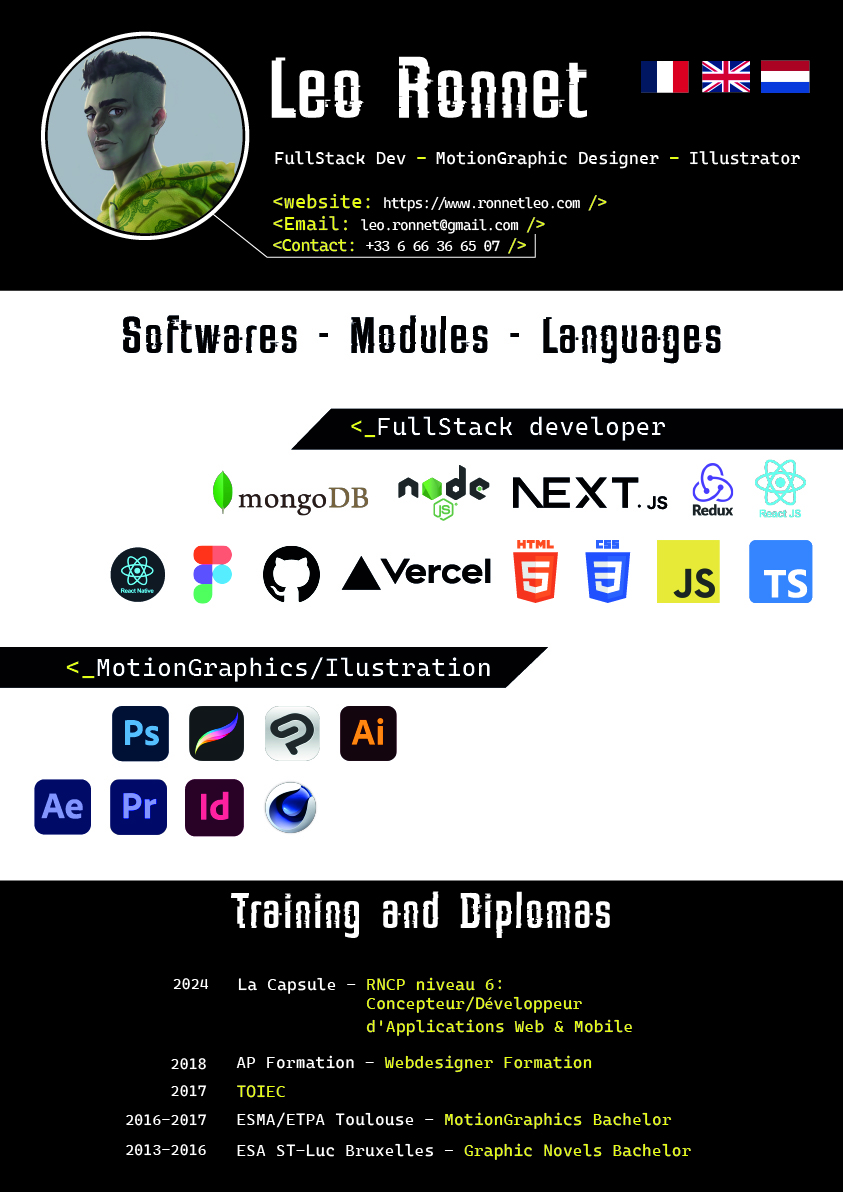 Leo Ronnet
FullStack Dev – MotionGraphic Designer – Illustrator
<website: https://www.ronnetleo.com />
<Email: leo.ronnet@gmail.com />
<Contact: +33 6 66 36 65 07 />
Softwares - Modules - Languages
<_FullStack developer
mongoDB node JS NEXT.JS Redux React JS
React Native Vercel HTML 5 CSS 3 JS TS
<_MotionGraphics/Ilustration
Ps Ai
Ae Pr Id
Training and Diplomas
2024 La Capsule – RNCP niveau 6:
Concepteur/Développeur
d'Applications Web & Mobile
2018 AP Formation – Webdesigner Formation
2017 TOIEC
2016–2017 ESMA/ETPA Toulouse – MotionGraphics Bachelor
2013–2016 ESA ST–Luc Bruxelles – Graphic Novels Bachelor